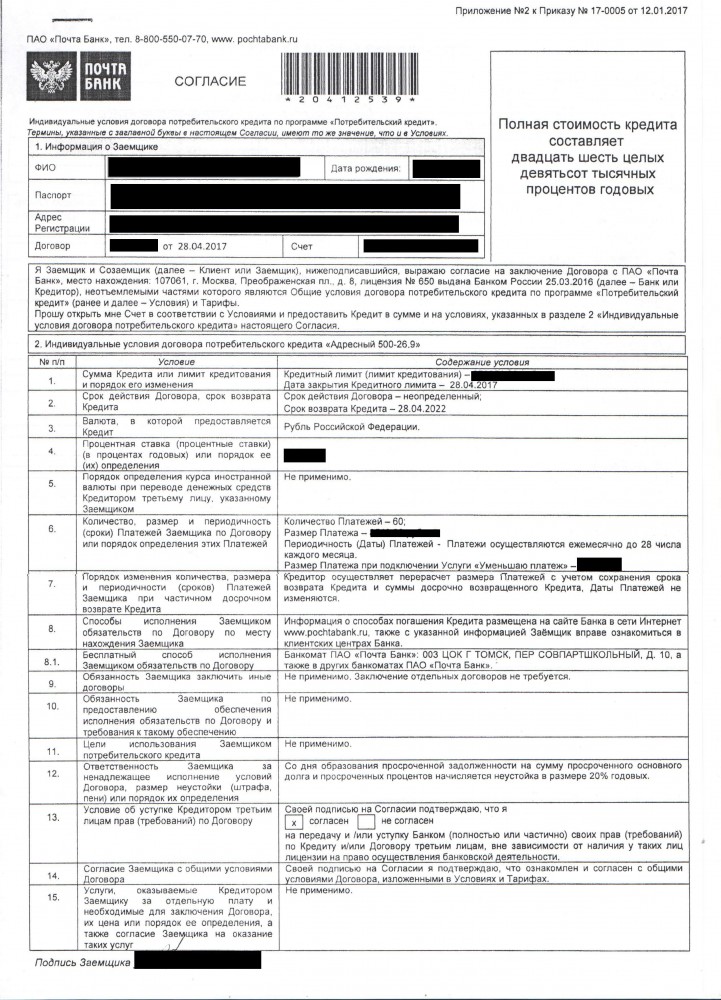 Приложение №2 к Приказу № 17-0005 от 12.01.2017
ПАО «Почта Банк», тел. 8-800-550-07-70, www. pochtabank.ru
ПОЧТА
БАНК
СОГЛАСИЕ
*20412539*
Полная стоимость кредита
составляет
двадцать шесть целых
девятьсот тысячных
процентов годовых
Индивидуальные условия договора потребительского кредита по программе «Потребительский кредит».
Термины, указанные с заглавной буквы в настоящем Согласии, имеют то же значение, что и в Условиях.
1. Информация о Заемщике
ФИО
Дата рождения:
Паспорт
Адрес
Регистрации
Договор
от 28.04.2017
Счет
Я Заемщик и Созаемщик (далее – Клиент или Заемщик), нижеподписавшийся, выражаю согласие на заключение Договора с ПАО «Почта
Банк», место нахождения: 107061, г. Москва, Преображенская пл., д. 8, лицензия № 650 выдана Банком России 25.03.2016 (далее – Банк или
Кредитор), неотъемлемыми частями которого являются Общие условия договора потребительского кредита по программе «Потребительский
кредит» (ранее и далее – Условия) и Тарифы.
Прошу открыть мне Счет в соответствии с Условиями и предоставить Кредит в сумме и на условиях, указанных в разделе 2 «Индивидуальные
условия договора потребительского кредита» настоящего Согласия.
2. Индивидуальные условия договора потребительского кредита «Адресный 500-26,9»
№ п/п
Условие
Содержание условия
1.
Сумма Кредита или лимит кредитования
и порядок его изменения
Кредитный лимит (лимит кредитования) –
Дата закрытия Кредитного лимита – 28.04.2017
2.
Срок действия Договора, срок возврата
Кредита
Срок действия Договора – неопределенный;
Срок возврата Кредита – 28.04.2022
3.
Валюта, в которой предоставляется
Кредит
Рубль Российской Федерации.
4.
Процентная ставка (процентные ставки)
(в процентах годовых) или порядок ее
(их) определения
5.
Порядок определения курса иностранной
валюты при переводе денежных средств
Кредитором третьему лицу, указанному
Заемщиком
Не применимо.
6.
Количество, размер и периодичность
(сроки) Платежей Заемщика по Договору
или порядок определения этих Платежей
Количество Платежей – 60;
Размер Платежа –
Периодичность (Даты) Платежей - Платежи осуществляются ежемесячно до 28 числа
каждого месяца.
Размер Платежа при подключении Услуги «Уменьшаю платеж» –
7.
Порядок изменения количества, размера
и периодичности (сроков) Платежей
Заемщика при частичном досрочном
возврате Кредита
Кредитор осуществляет перерасчет размера Платежей с учетом сохранения срока
возврата Кредита и суммы досрочно возвращенного Кредита, Даты Платежей не
изменяются.
8.
Способы исполнения Заемщиком
обязательств по Договору по месту
нахождения Заемщика
Информация о способах погашения Кредита размещена на сайте Банка в сети Интернет
www.pochtabank.ru, также с указанной информацией Заёмщик вправе ознакомиться в
клиентских центрах Банка.
8.1.
Бесплатный способ исполнения
Заемщиком обязательств по Договору
Банкомат ПАО «Почта Банк»: 003 ЦОК Г ТОМСК, ПЕР СОВПАРТШКОЛЬНЫЙ, Д. 10, а
также в других банкоматах ПАО «Почта Банк».
9.
Обязанность Заемщика заключить иные
договоры
Не применимо. Заключение отдельных договоров не требуется.
10.
Обязанность Заемщика по
предоставлению обеспечения
исполнения обязательств по Договору и
требования к такому обеспечению
Не применимо.
11.
Цели использования Заемщиком
потребительского кредита
Не применимо.
12.
Ответственность Заемщика за
ненадлежащее исполнение условий
Договора, размер неустойки (штрафа,
пени) или порядок их определения
Со дня образования просроченной задолженности на сумму просроченного основного
долга и просроченных процентов начисляется неустойка в размере 20% годовых.
13.
Условие об уступке Кредитором третьим
лицам прав (требований) по Договору
Своей подписью на Согласии подтверждаю, что я
x согласен не согласен
на передачу и /или уступку Банком (полностью или частично) своих прав (требований)
по Кредиту и/или Договору третьим лицам, вне зависимости от наличия у таких лиц
лицензии на право осуществления банковской деятельности.
14.
Согласие Заемщика с общими условиями
Договора
Своей подписью на Согласии я подтверждаю, что ознакомлен и согласен с общими
условиями Договора, изложенными в Условиях и Тарифах.
15.
Услуги, оказываемые Кредитором
Заемщику за отдельную плату и
необходимые для заключения Договора,
их цена или порядок ее определения, а
также согласие Заемщика на оказание
таких услуг
Не применимо.
Подпись Заемщика